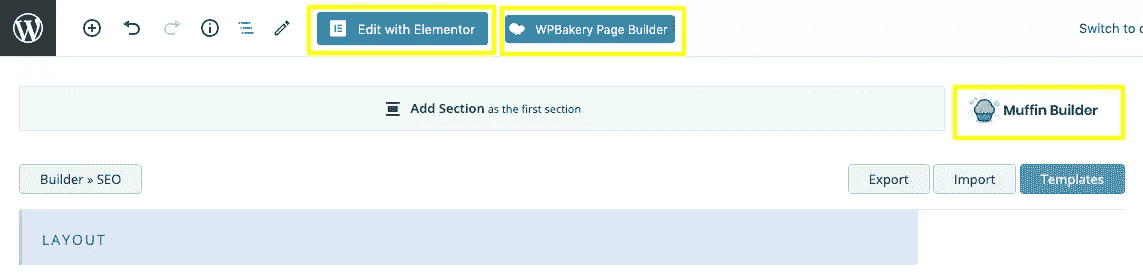 Edit with Elementor WPBakery Page Builder Switch to
Add Section as the first section Muffin Builder
Builder » SEO Export Import Templates
LAYOUT